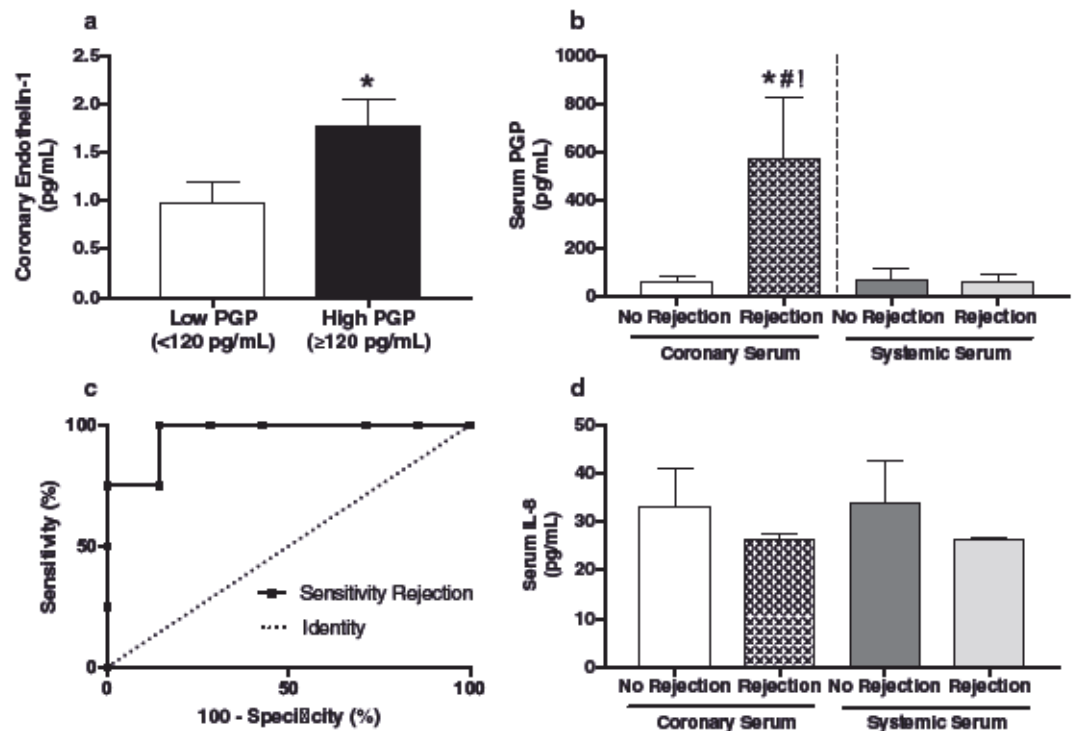 a
Coronary Endothelin-1
(pg/mL)
2.5
2.0
1.5
1.0
0.5
0.0
*
Low PGP
(<120 pg/mL)
High PGP
(≥120 pg/mL)
b
Serum PGP
(pg/mL)
1000
800
600
400
200
0
*#!
No Rejection Rejection No Rejection Rejection
Coronary Serum Systemic Serum
c
Sensitivity (%)
100
50
0
Sensitivity Rejection
Identity
0 50 100
100 - Speci▯city (%)
d
Serum IL-8
(pg/mL)
50
40
30
20
10
0
No Rejection Rejection No Rejection Rejection
Coronary Serum Systemic Serum